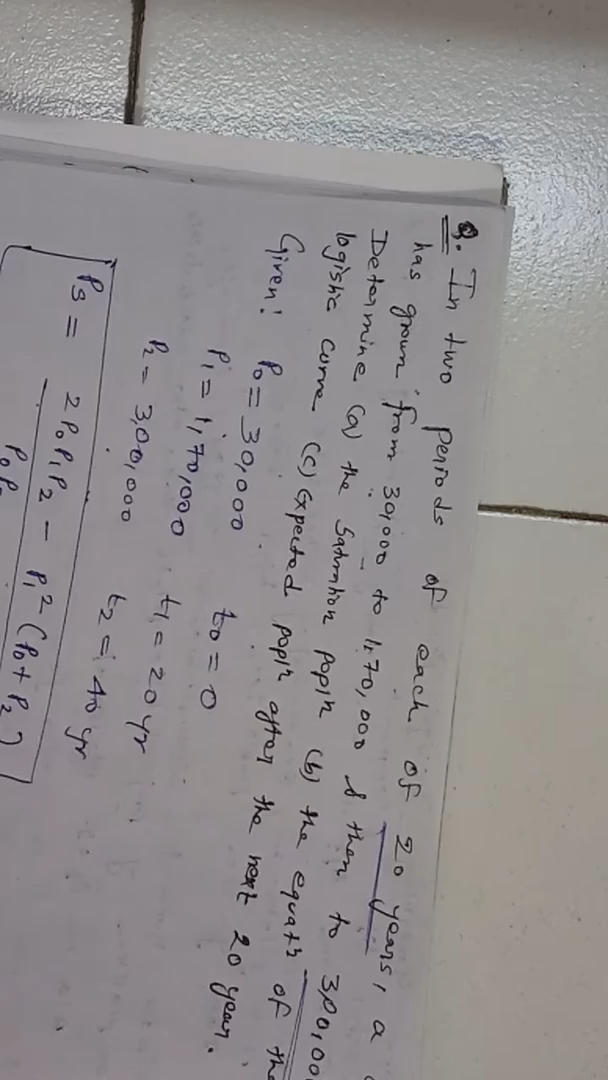 Q. In two periods of each of 20 years, a
has grown from 30,000 to 1,70,000 & then to 3,00,00
Determine (a) the Saturation popl^n (b) the equat^n of the
logistic curve (c) Expected popl^n after the next 20 year.
Given: P₀ = 30,000 t₀ = 0
P₁ = 1,70,000 t₁ = 20 yr
P₂ = 3,00,000 t₂ = 40 yr
Ps = 2P₀P₁P₂ - P₁² (P₀ + P₂)
P₀P₂